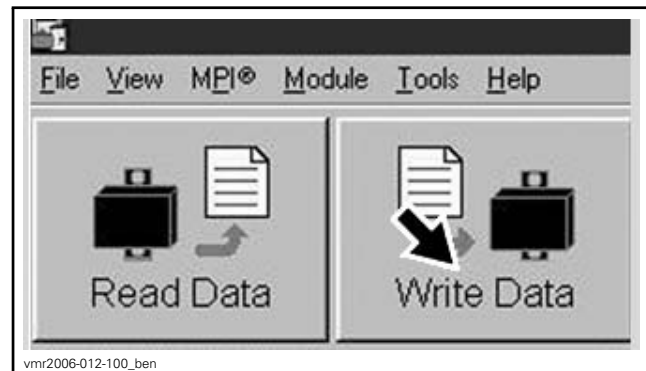 File View MPI® Module Tools Help
Read Data Write Data
vmr2006-012-100_ben